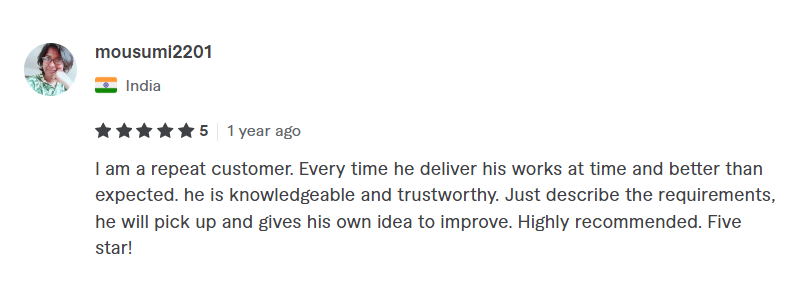 mousumi2201
India
5 1 year ago
I am a repeat customer. Every time he deliver his works at time and better than
expected. he is knowledgeable and trustworthy. Just describe the requirements,
he will pick up and gives his own idea to improve. Highly recommended. Five
star!